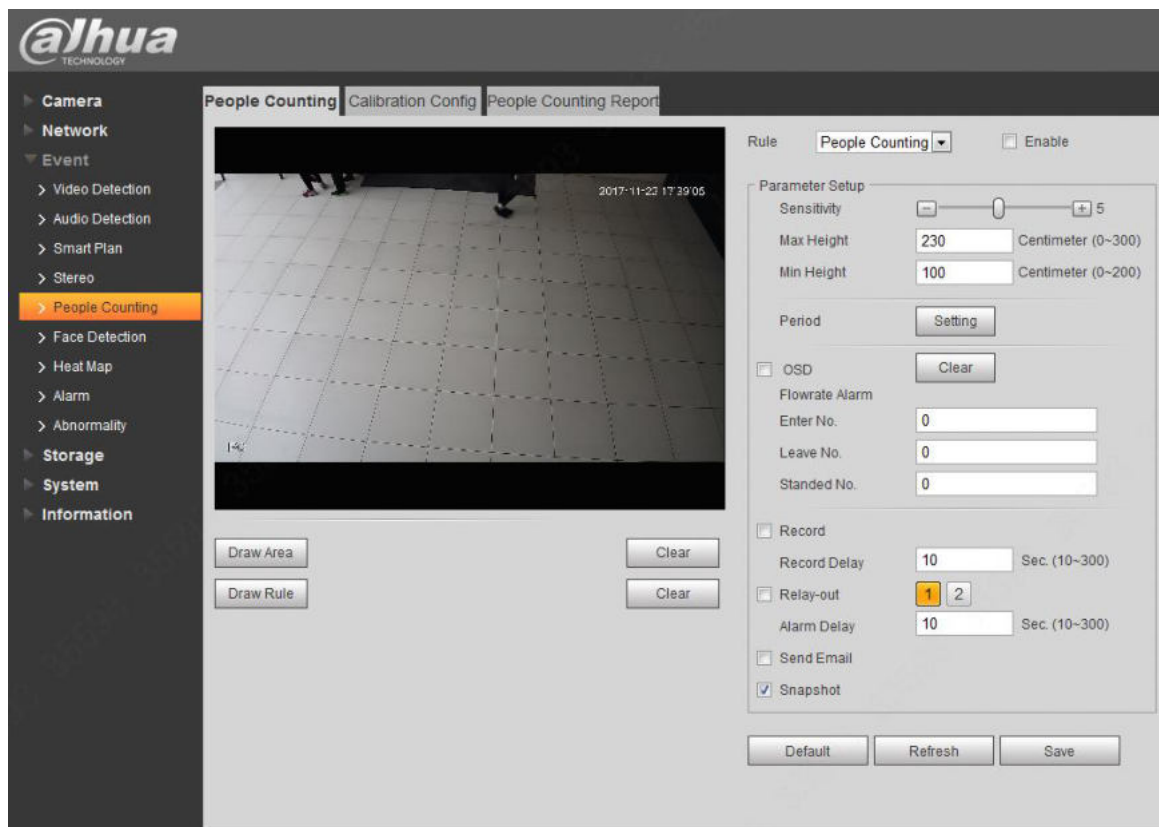 alhua
TECHNOLOGY
Camera
Network
Event
Video Detection
Audio Detection
Smart Plan
Stereo
People Counting
Face Detection
Heat Map
Alarm
Abnormality
Storage
System
Information
People Counting Calibration Config People Counting Report
2017-11-22 17:39:05
Draw Area Clear
Draw Rule Clear
Rule People Counting Enable
Parameter Setup
Sensitivity - + 5
Max Height 230 Centimeter (0~300)
Min Height 100 Centimeter (0~200)
Period Setting
OSD Clear
Flowrate Alarm
Enter No. 0
Leave No. 0
Standed No. 0
Record
Record Delay 10 Sec. (10~300)
Relay-out 1 2
Alarm Delay 10 Sec. (10~300)
Send Email
Snapshot
Default Refresh Save